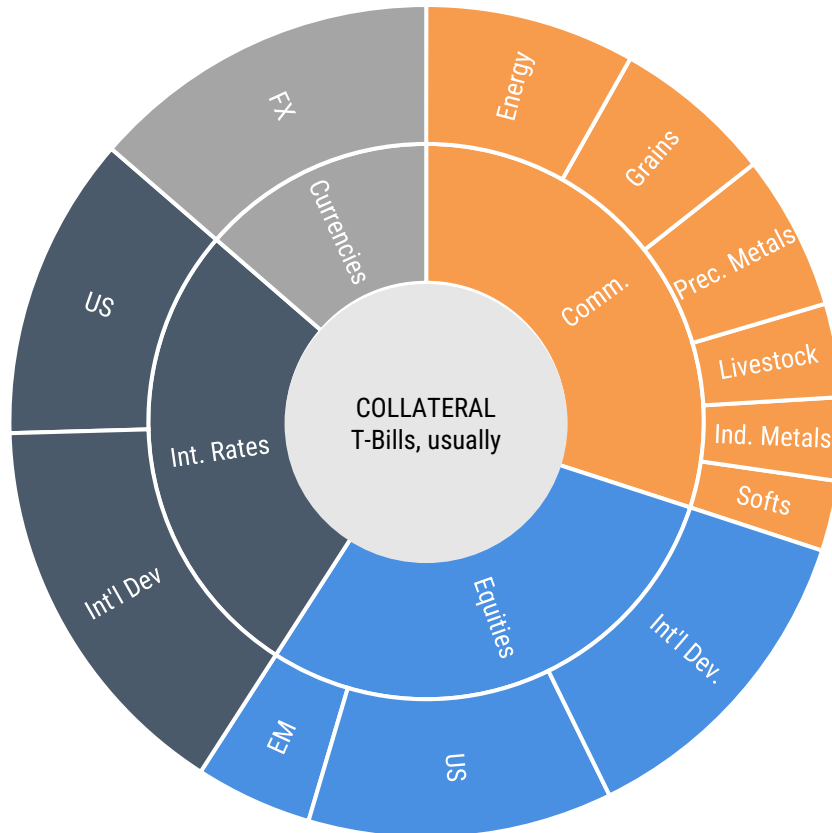 COLLATERAL
T-Bills, usually
Comm.
Energy
Grains
Prec. Metals
Livestock
Ind. Metals
Softs
Equities
Int'l Dev.
US
EM
Int. Rates
Int'l Dev
US
Currencies
FX